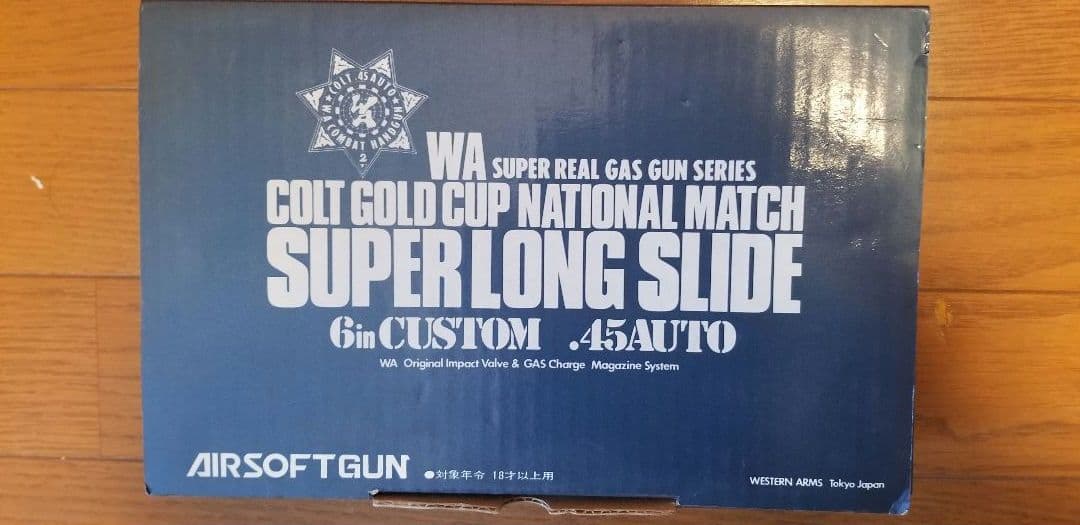 COLT .45 AUTO
WA
WA COMBAT HANDGUN
2
WA SUPER REAL GAS GUN SERIES
COLT GOLD CUP NATIONAL MATCH
SUPER LONG SLIDE
6in CUSTOM .45AUTO
WA Original Impact Valve & GAS Charge Magazine System
AIRSOFTGUN ●対象年令 18才以上用
WESTERN ARMS Tokyo Japan